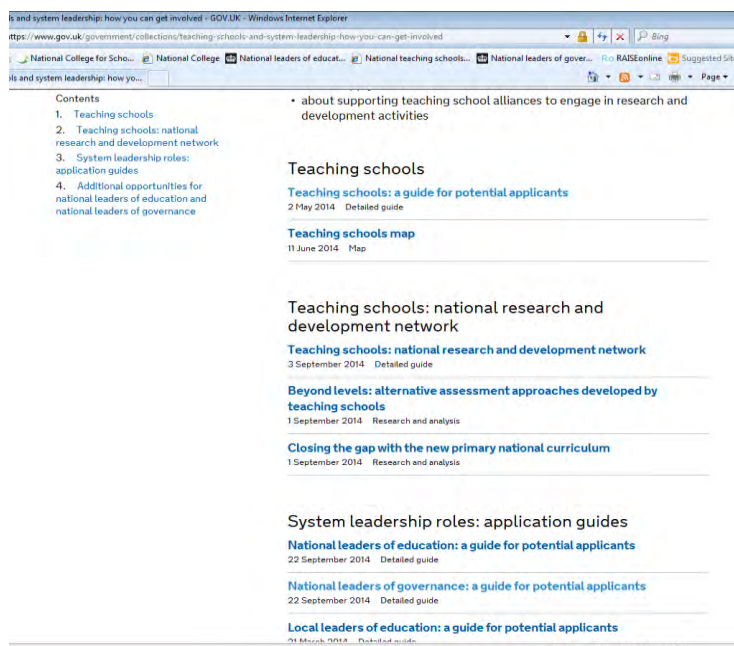 ls and system leadership: how you can get involved - GOV.UK - Windows Internet Explorer
https://www.gov.uk/government/collections/teaching-schools-and-system-leadership-how-you-can-get-involved
Bing
National College for Scho... National College National leaders of educat... National teaching schools... National leaders of gover... RAISEonline Suggested Sit
ls and system leadership: how yo...
Page
Contents
1. Teaching schools
2. Teaching schools: national
research and development network
3. System leadership roles:
application guides
4. Additional opportunities for
national leaders of education and
national leaders of governance
• about supporting teaching school alliances to engage in research and
development activities
Teaching schools
Teaching schools: a guide for potential applicants
2 May 2014 Detailed guide
Teaching schools map
11 June 2014 Map
Teaching schools: national research and
development network
Teaching schools: national research and development network
3 September 2014 Detailed guide
Beyond levels: alternative assessment approaches developed by
teaching schools
1 September 2014 Research and analysis
Closing the gap with the new primary national curriculum
1 September 2014 Research and analysis
System leadership roles: application guides
National leaders of education: a guide for potential applicants
22 September 2014 Detailed guide
National leaders of governance: a guide for potential applicants
22 September 2014 Detailed guide
Local leaders of education: a guide for potential applicants
21 March 2014 Detailed guide